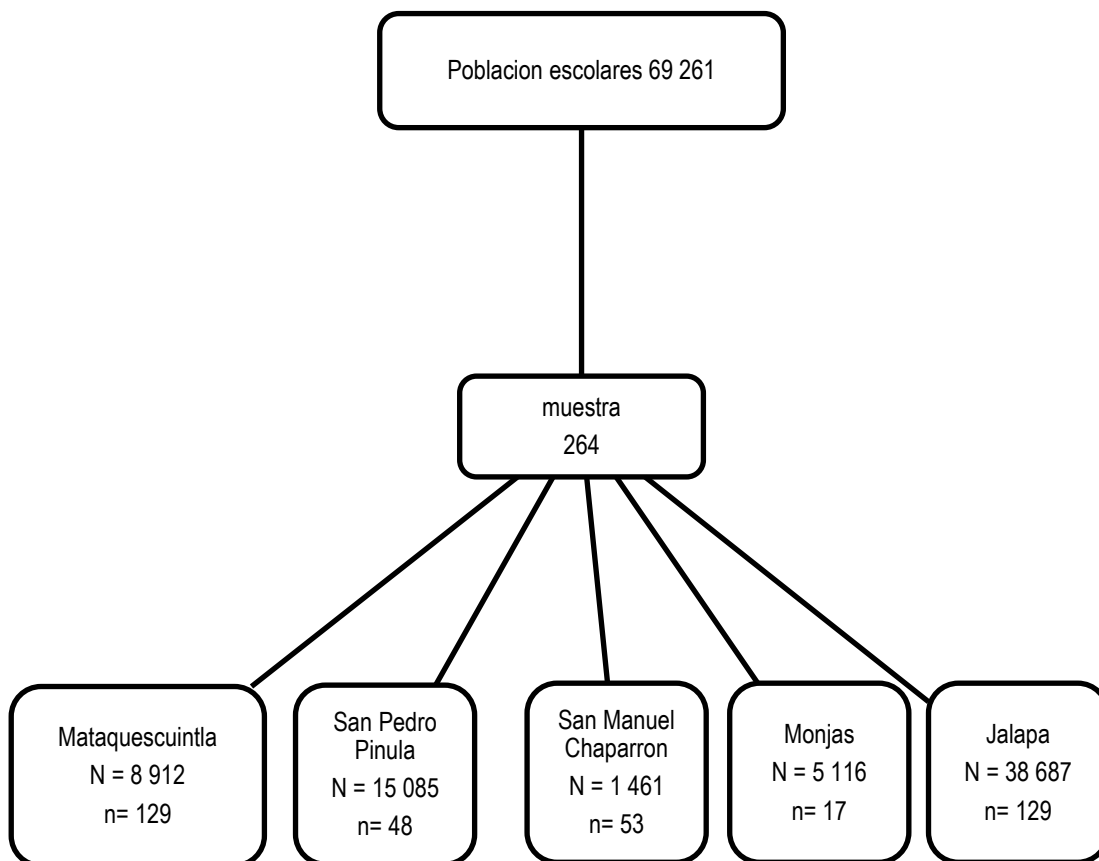 Poblacion escolares 69 261
muestra
264
Mataquescuintla
N = 8 912
n= 129
San Pedro
Pinula
N = 15 085
n= 48
San Manuel
Chaparron
N = 1 461
n= 53
Monjas
N = 5 116
n= 17
Jalapa
N = 38 687
n= 129